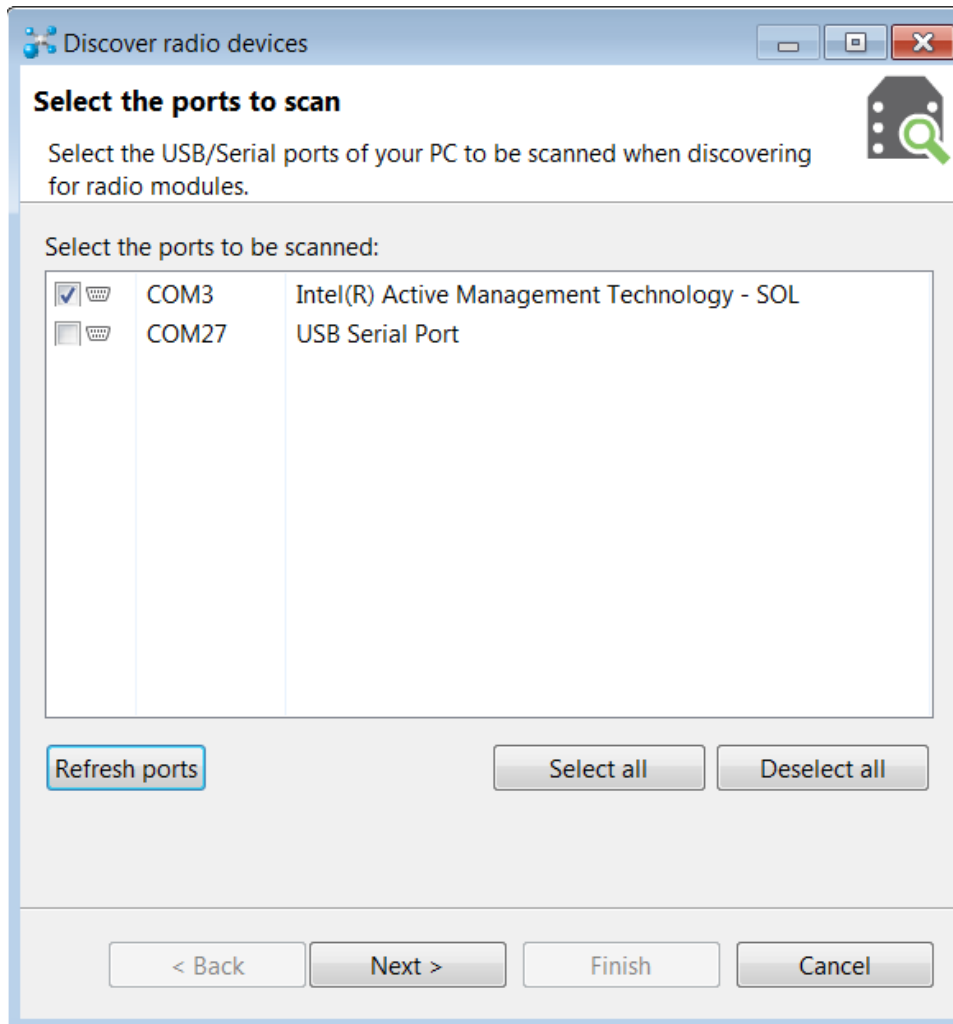 Discover radio devices
Select the ports to scan
Select the USB/Serial ports of your PC to be scanned when discovering
for radio modules.
Select the ports to be scanned:
COM3 Intel(R) Active Management Technology - SOL
COM27 USB Serial Port
Refresh ports Select all Deselect all
< Back Next > Finish Cancel